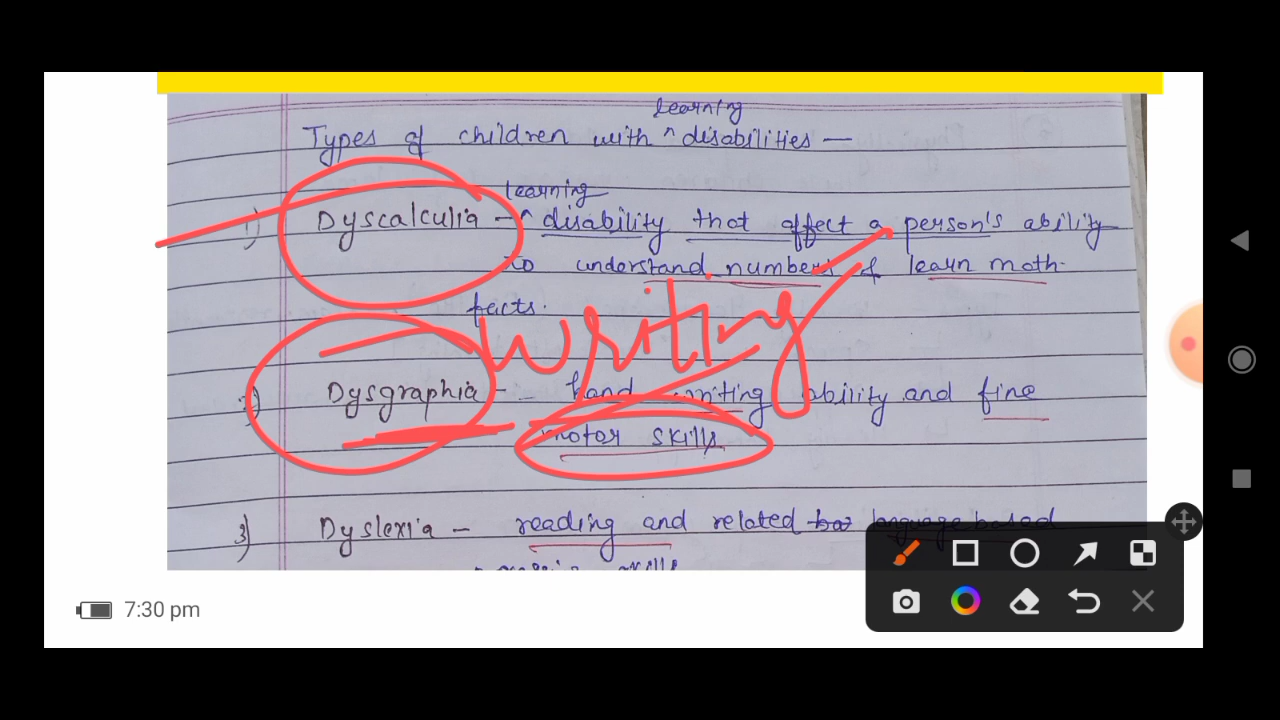 learning
Types of children with ^ disabilities —
learning
1) Dyscalculia - ^ disability that affect a person's ability
to understand numbers & learn math
facts.
writing
2) Dysgraphia - hand writing ability and fine
motor skills
3) Dyslexia - reading and related language based
skills
7:30 pm